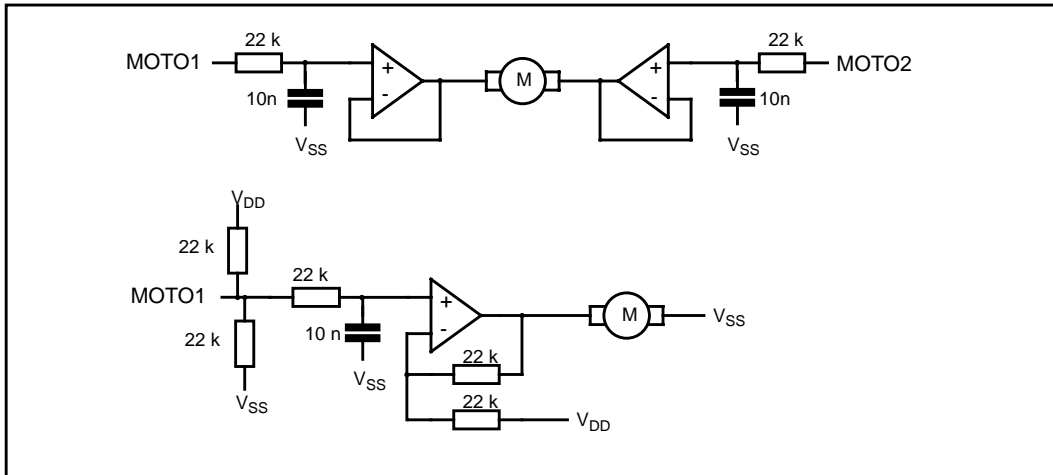 22 k
22 k
MOTO1
+
+
M
MOTO2
10n
-
-
10n
VSS
VSS
VDD
22 k
22 k
MOTO1
+
M
VSS
22 k
10 n
-
22 k
VSS
VSS
22 k
VDD